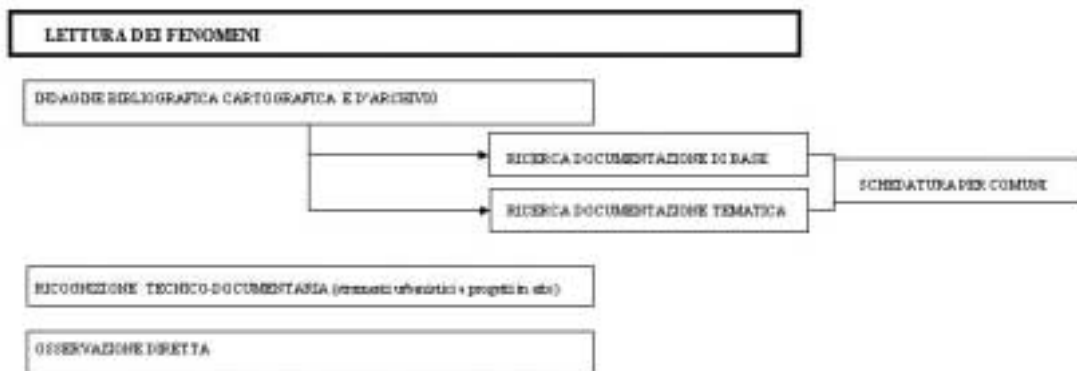 LETTURA DEI FENOMENI
INDAGINE BIBLIOGRAFICA CARTOGRAFICA E D'ARCHIVIO
RICERCA DOCUMENTAZIONE DI BASE
SCHEDATURA PER COMUNE
RICERCA DOCUMENTAZIONE TEMATICA
RICOGNIZIONE TECNICO-DOCUMENTARIA (strumenti urbanistici e progetti in atto)
OSSERVAZIONE DIRETTA